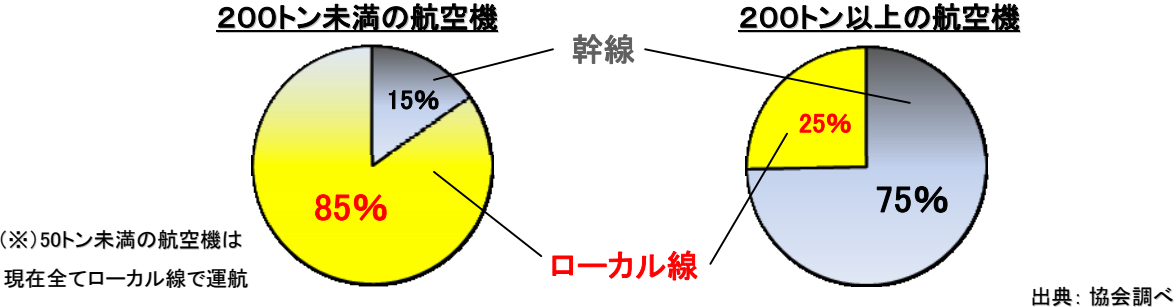 200トン未満の航空機
200トン以上の航空機
幹線
15%
25%
85%
75%
(※)50トン未満の航空機は
現在全てローカル線で運航
ローカル線
出典: 協会調べ